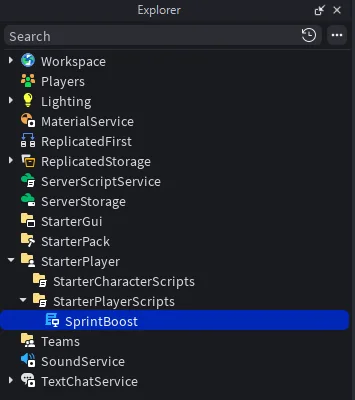 Explorer
Search
Workspace
Players
Lighting
MaterialService
ReplicatedFirst
ReplicatedStorage
ServerScriptService
ServerStorage
StarterGui
StarterPack
StarterPlayer
StarterCharacterScripts
StarterPlayerScripts
SprintBoost
Teams
SoundService
TextChatService